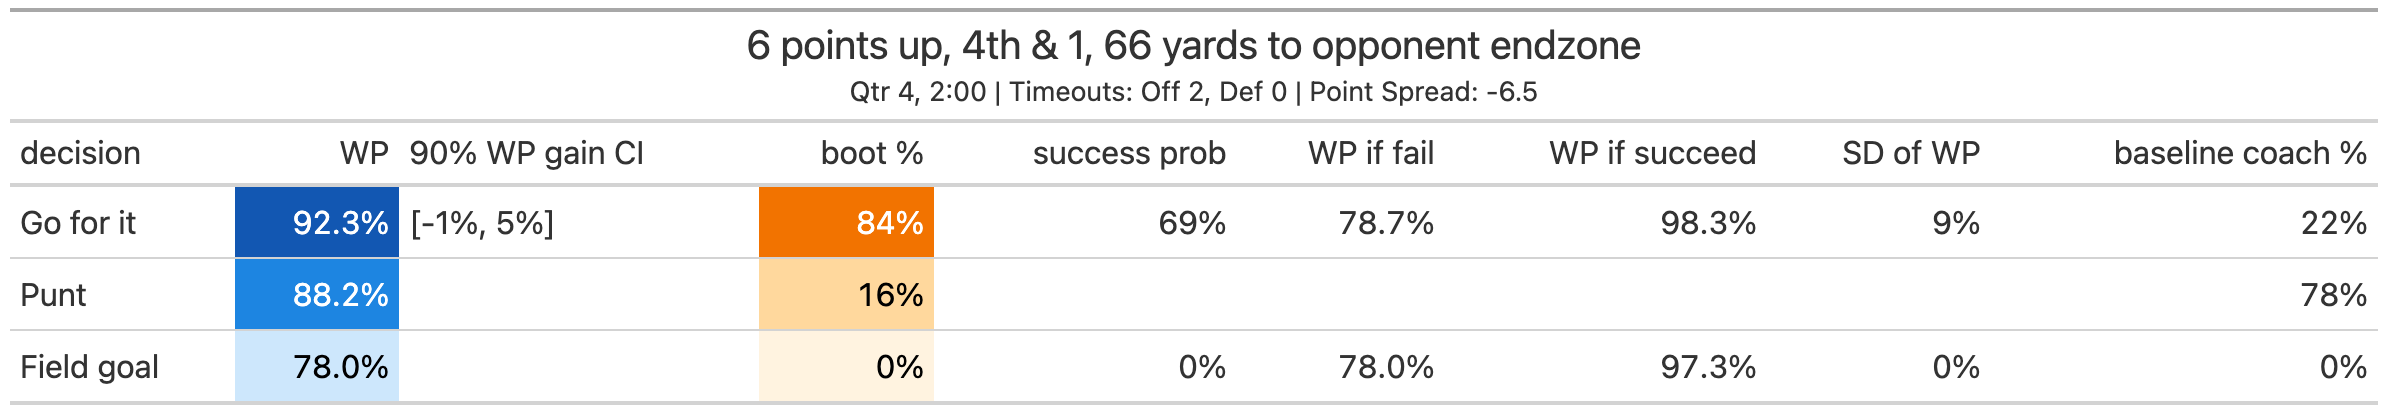 6 points up, 4th & 1, 66 yards to opponent endzone
Qtr 4, 2:00 | Timeouts: Off 2, Def 0 | Point Spread: -6.5
decision WP 90% WP gain CI boot % success prob WP if fail WP if succeed SD of WP baseline coach %
Go for it 92.3% [-1%, 5%] 84% 69% 78.7% 98.3% 9% 22%
Punt 88.2% 16% 78%
Field goal 78.0% 0% 0% 78.0% 97.3% 0% 0%